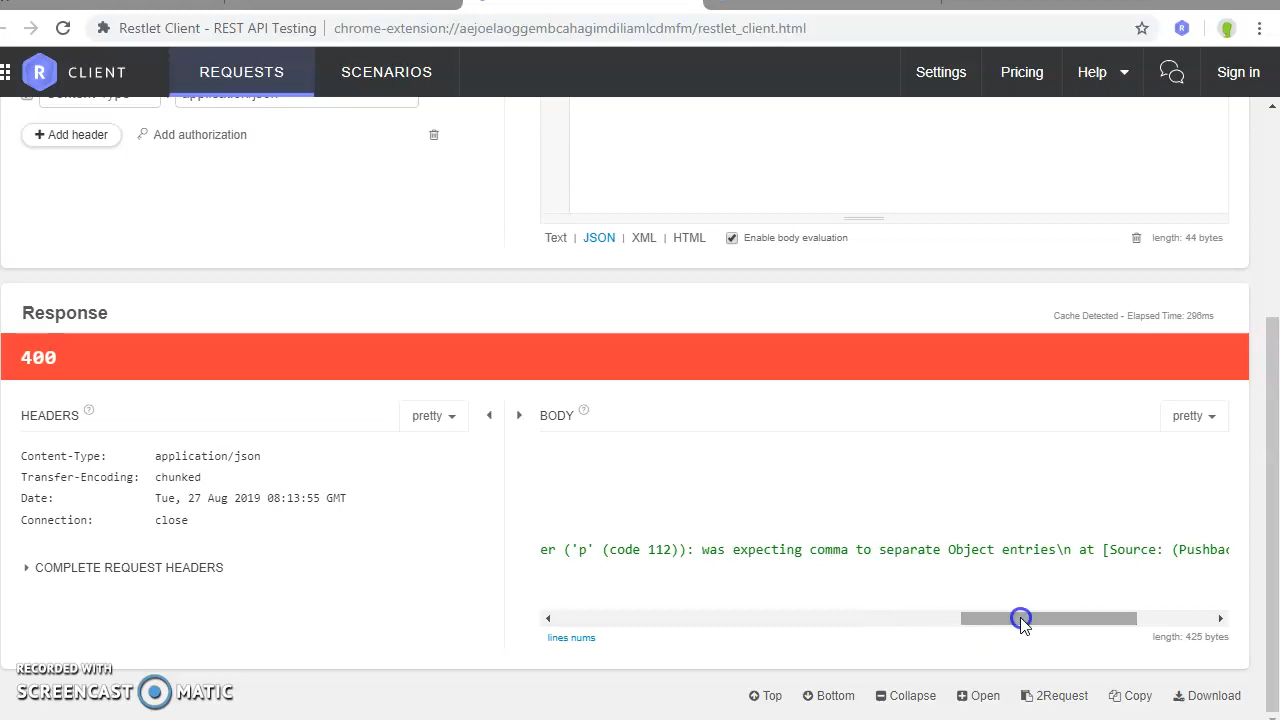 Restlet Client - REST API Testing
chrome-extension://aejoelaoggembcahagimdiliamlcdmfm/restlet_client.html
R CLIENT REQUESTS SCENARIOS Settings Pricing Help Sign in
Content-Type application/json
Add header Add authorization
Text | JSON | XML | HTML Enable body evaluation length: 44 bytes
Response
Cache Detected - Elapsed Time: 296ms
400
HEADERS pretty BODY pretty
Content-Type: application/json
Transfer-Encoding: chunked
Date: Tue, 27 Aug 2019 08:13:55 GMT
Connection: close
er ('p' (code 112)): was expecting comma to separate Object entries\n at [Source: (Pushbac
COMPLETE REQUEST HEADERS
lines nums length: 425 bytes
RECORDED WITH
SCREENCAST MATIC
Top Bottom Collapse Open 2Request Copy Download